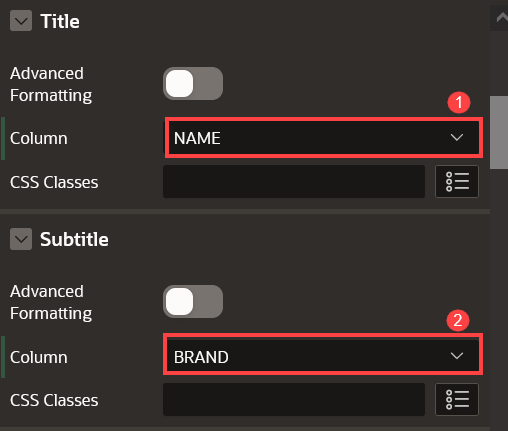 Title
Advanced
Formatting
1
Column
NAME
CSS Classes
Subtitle
Advanced
Formatting
2
Column
BRAND
CSS Classes